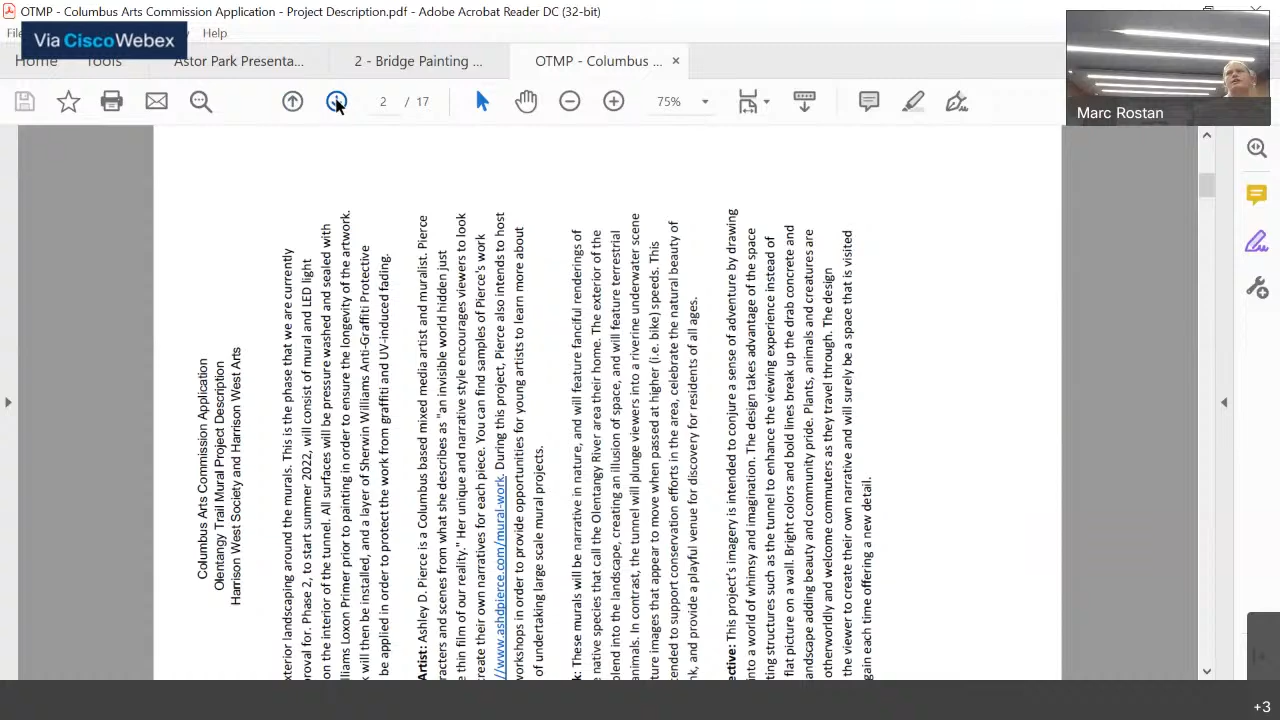 OTMP - Columbus Arts Commission Application - Project Description.pdf - Adobe Acrobat Reader DC (32-bit)
Via Cisco Webex
Help
Home
Tools
Astor Park Presenta...
2 - Bridge Painting ...
OTMP - Columbus ...
2 / 17
75%
Marc Rostan
Columbus Arts Commission Application
Olentangy Trail Mural Project Description
Harrison West Society and Harrison West Arts
exterior landscaping around the murals. This is the phase that we are currently
roval for. Phase 2, to start summer 2022, will consist of mural and LED light
on the interior of the tunnel. All surfaces will be pressure washed and sealed with
lliams Loxon Primer prior to painting in order to ensure the longevity of the artwork.
k will then be installed, and a layer of Sherwin Williams Anti-Graffiti Protective
be applied in order to protect the work from graffiti and UV-induced fading.
Artist: Ashley D. Pierce is a Columbus based mixed media artist and muralist. Pierce
racters and scenes from what she describes as "an invisible world hidden just
e thin film of our reality." Her unique and narrative style encourages viewers to look
create their own narratives for each piece. You can find samples of Pierce's work
//www.ashdpierce.com/mural-work. During this project, Pierce also intends to host
workshops in order to provide opportunities for young artists to learn more about
of undertaking large scale mural projects.
k: These murals will be narrative in nature, and will feature fanciful renderings of
native species that call the Olentangy River area their home. The exterior of the
blend into the landscape, creating an illusion of space, and will feature terrestrial
animals. In contrast, the tunnel will plunge viewers into a riverine underwater scene
ture images that appear to move when passed at higher (i.e. bike) speeds. This
tended to support conservation efforts in the area, celebrate the natural beauty of
nk, and provide a playful venue for discovery for residents of all ages.
ective: This project's imagery is intended to conjure a sense of adventure by drawing
into a world of whimsy and imagination. The design takes advantage of the space
ting structures such as the tunnel to enhance the viewing experience instead of
flat picture on a wall. Bright colors and bold lines break up the drab concrete and
andscape adding beauty and community pride. Plants, animals and creatures are
otherworldly and welcome commuters as they travel through. The design
the viewer to create their own narrative and will surely be a space that is visited
gain each time offering a new detail.
+3